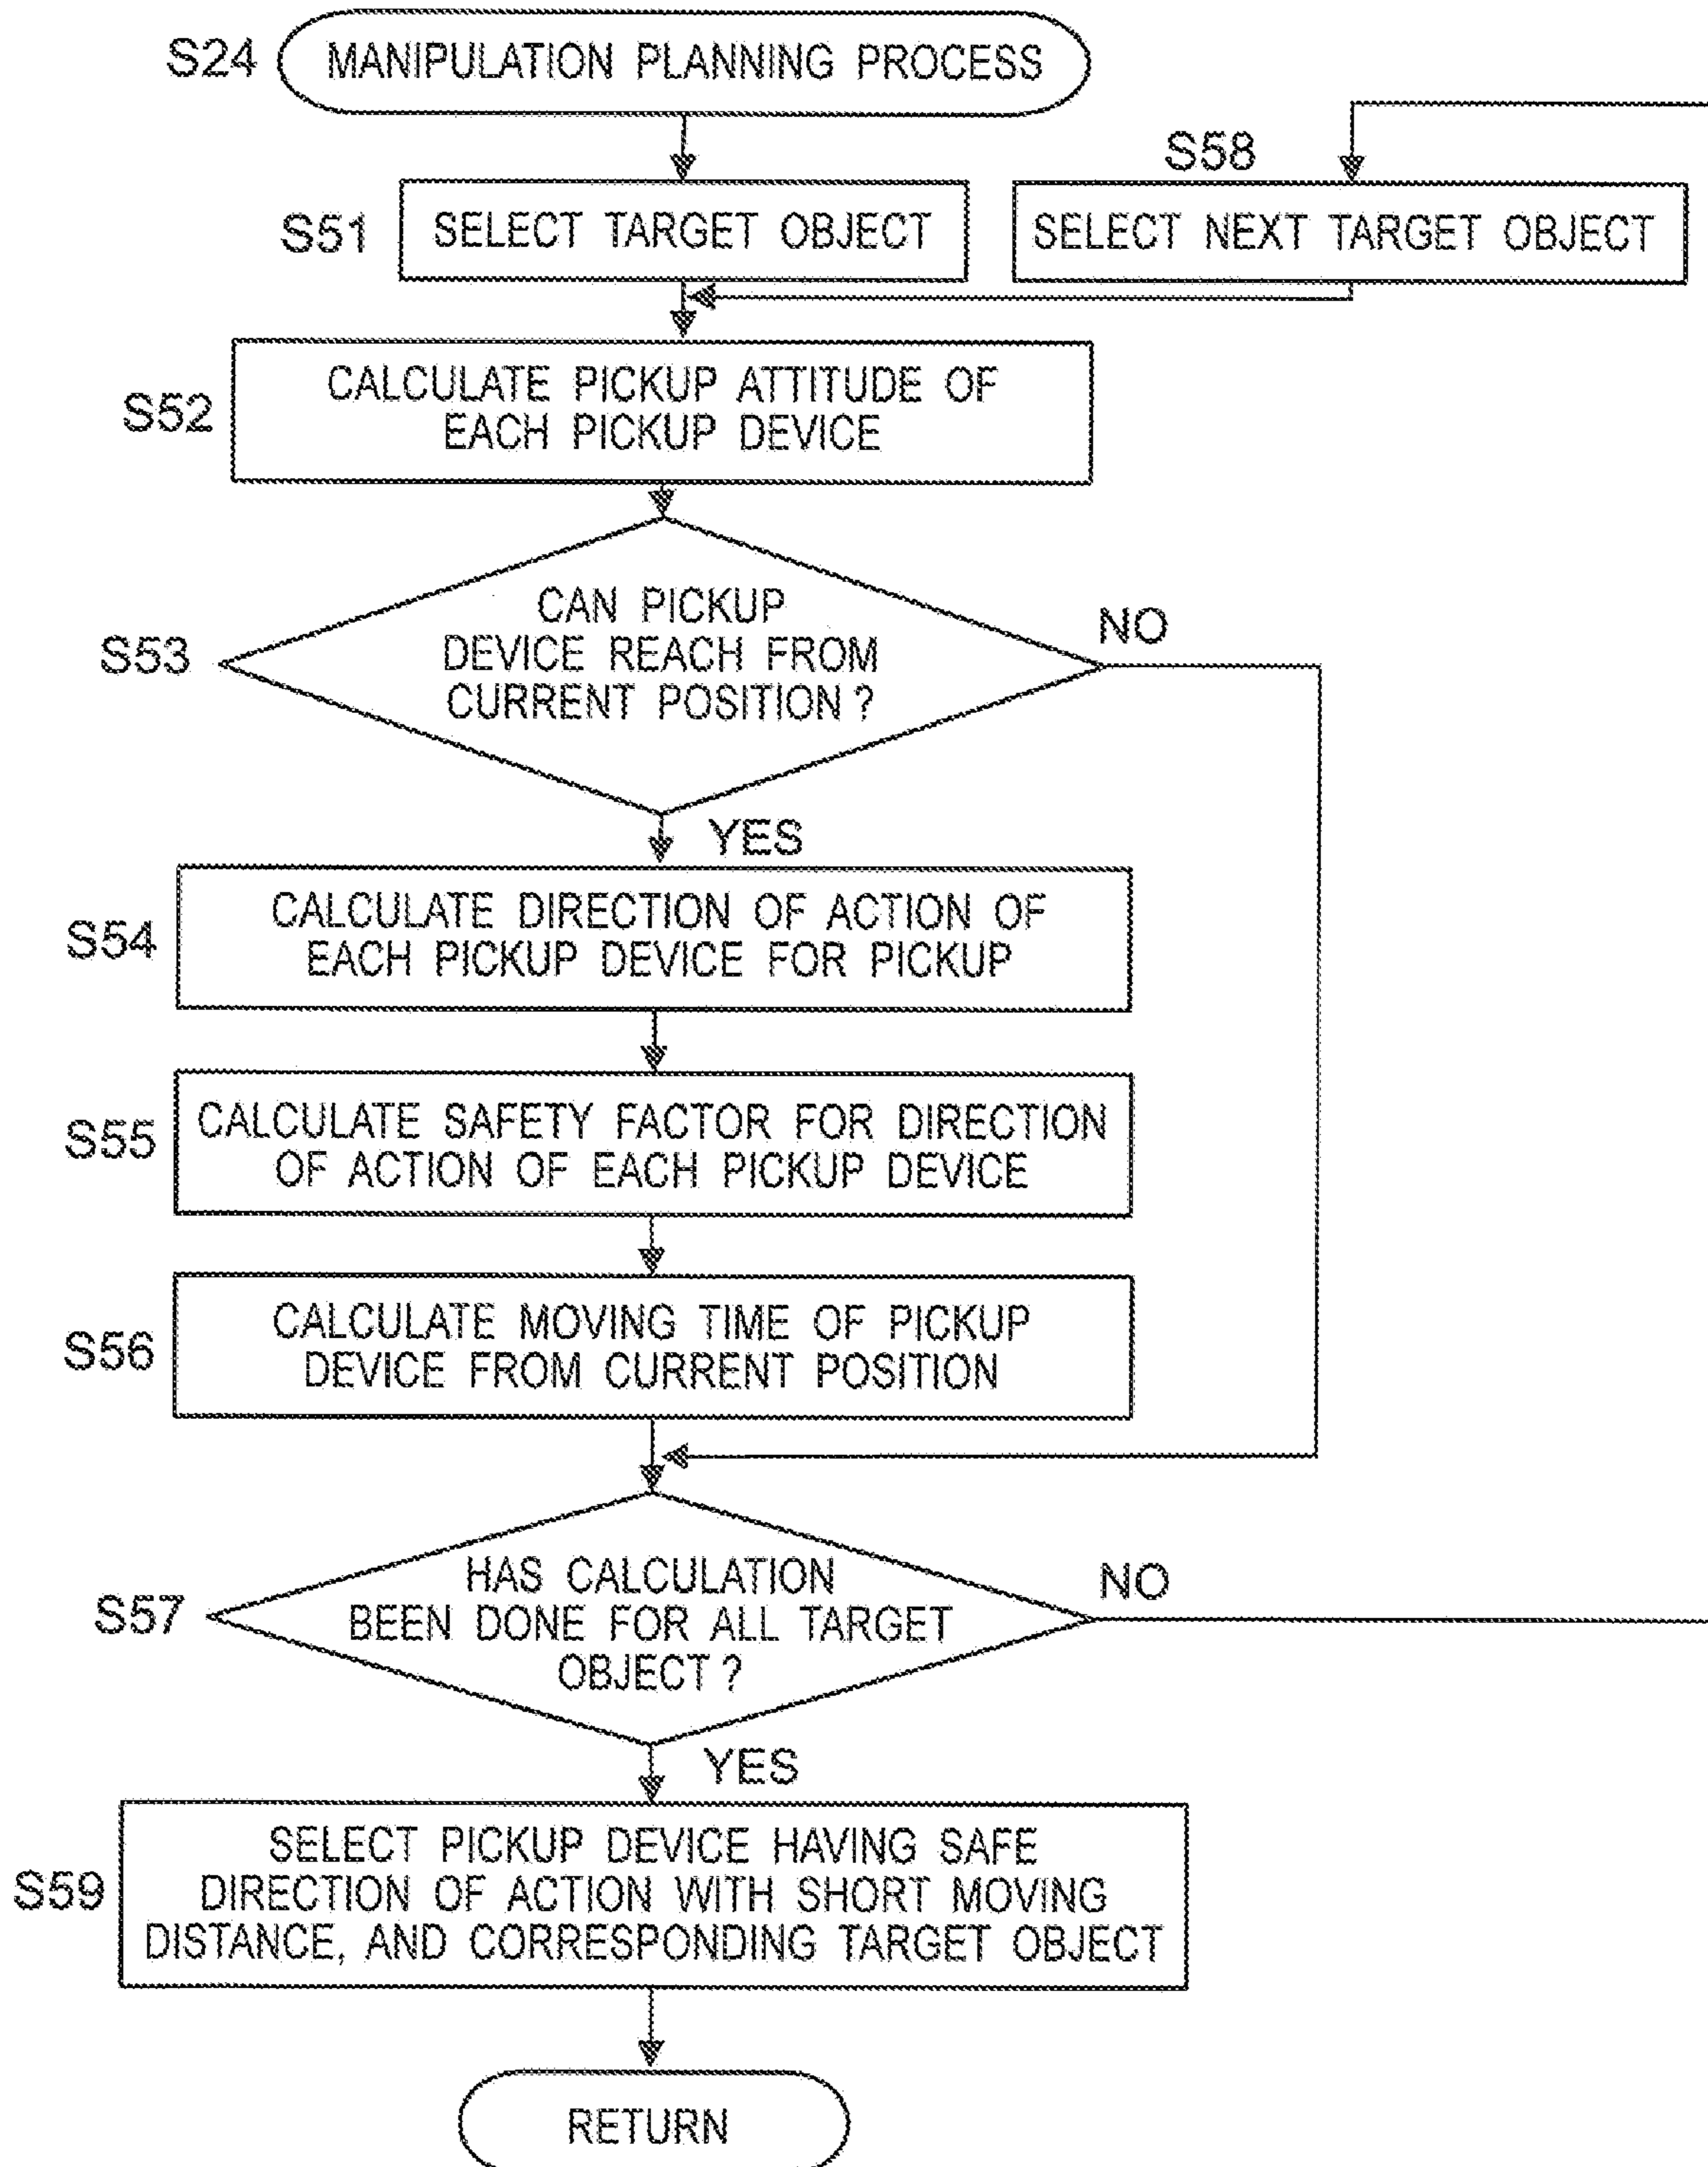 S24
MANIPULATION PLANNING PROCESS
S58
S51
SELECT TARGET OBJECT
SELECT NEXT TARGET OBJECT
S52
CALCULATE PICKUP ATTITUDE OF
EACH PICKUP DEVICE
S53
CAN PICKUP
DEVICE REACH FROM
CURRENT POSITION?
NO
YES
S54
CALCULATE DIRECTION OF ACTION OF
EACH PICKUP DEVICE FOR PICKUP
S55
CALCULATE SAFETY FACTOR FOR DIRECTION
OF ACTION OF EACH PICKUP DEVICE
S56
CALCULATE MOVING TIME OF PICKUP
DEVICE FROM CURRENT POSITION
S57
HAS CALCULATION
BEEN DONE FOR ALL TARGET
OBJECT?
NO
YES
S59
SELECT PICKUP DEVICE HAVING SAFE
DIRECTION OF ACTION WITH SHORT MOVING
DISTANCE, AND CORRESPONDING TARGET OBJECT
RETURN